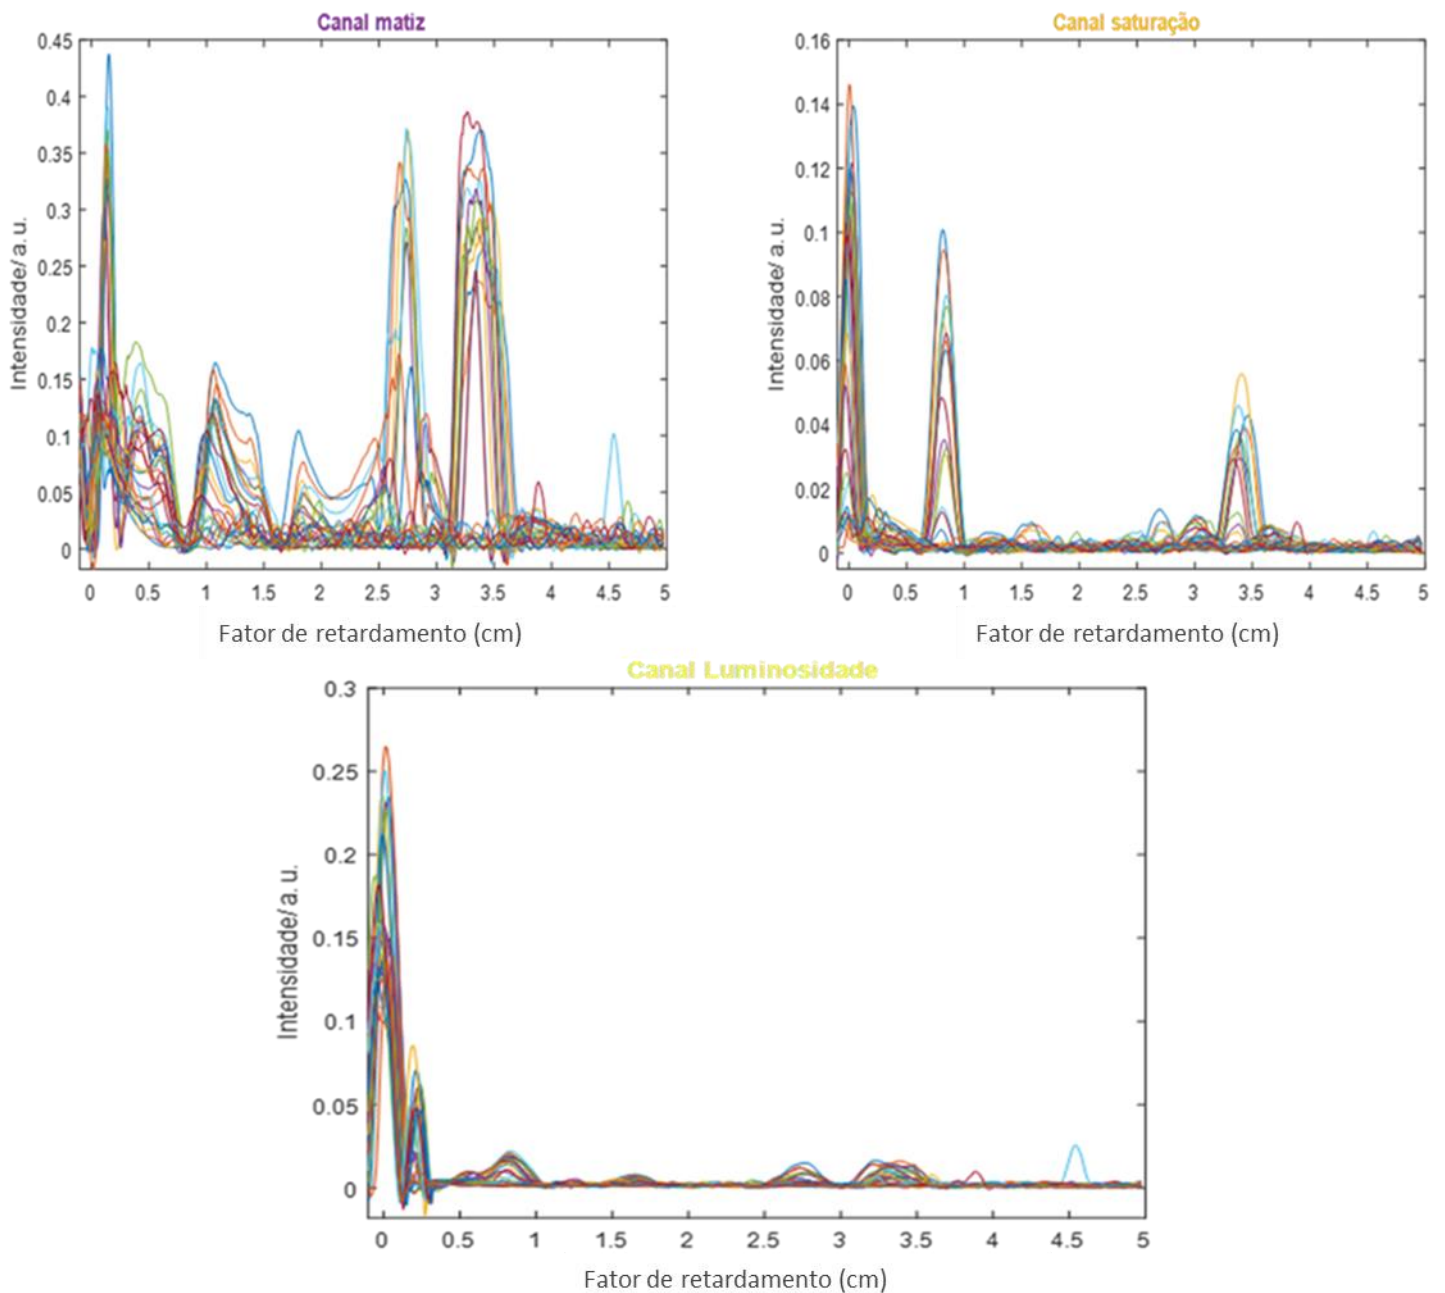 Canal matiz
0.45
0.4
0.35
0.3
0.25
0.2
0.15
0.1
0.05
0
Intensidade/ a. u.
0 0.5 1 1.5 2 2.5 3 3.5 4 4.5 5
Fator de retardamento (cm)
Canal saturação
0.16
0.14
0.12
0.1
0.08
0.06
0.04
0.02
0
Intensidade/ a. u.
0 0.5 1 1.5 2 2.5 3 3.5 4 4.5 5
Fator de retardamento (cm)
Canal Luminosidade
0.3
0.25
0.2
0.15
0.1
0.05
0
Intensidade/ a. u.
0 0.5 1 1.5 2 2.5 3 3.5 4 4.5 5
Fator de retardamento (cm)